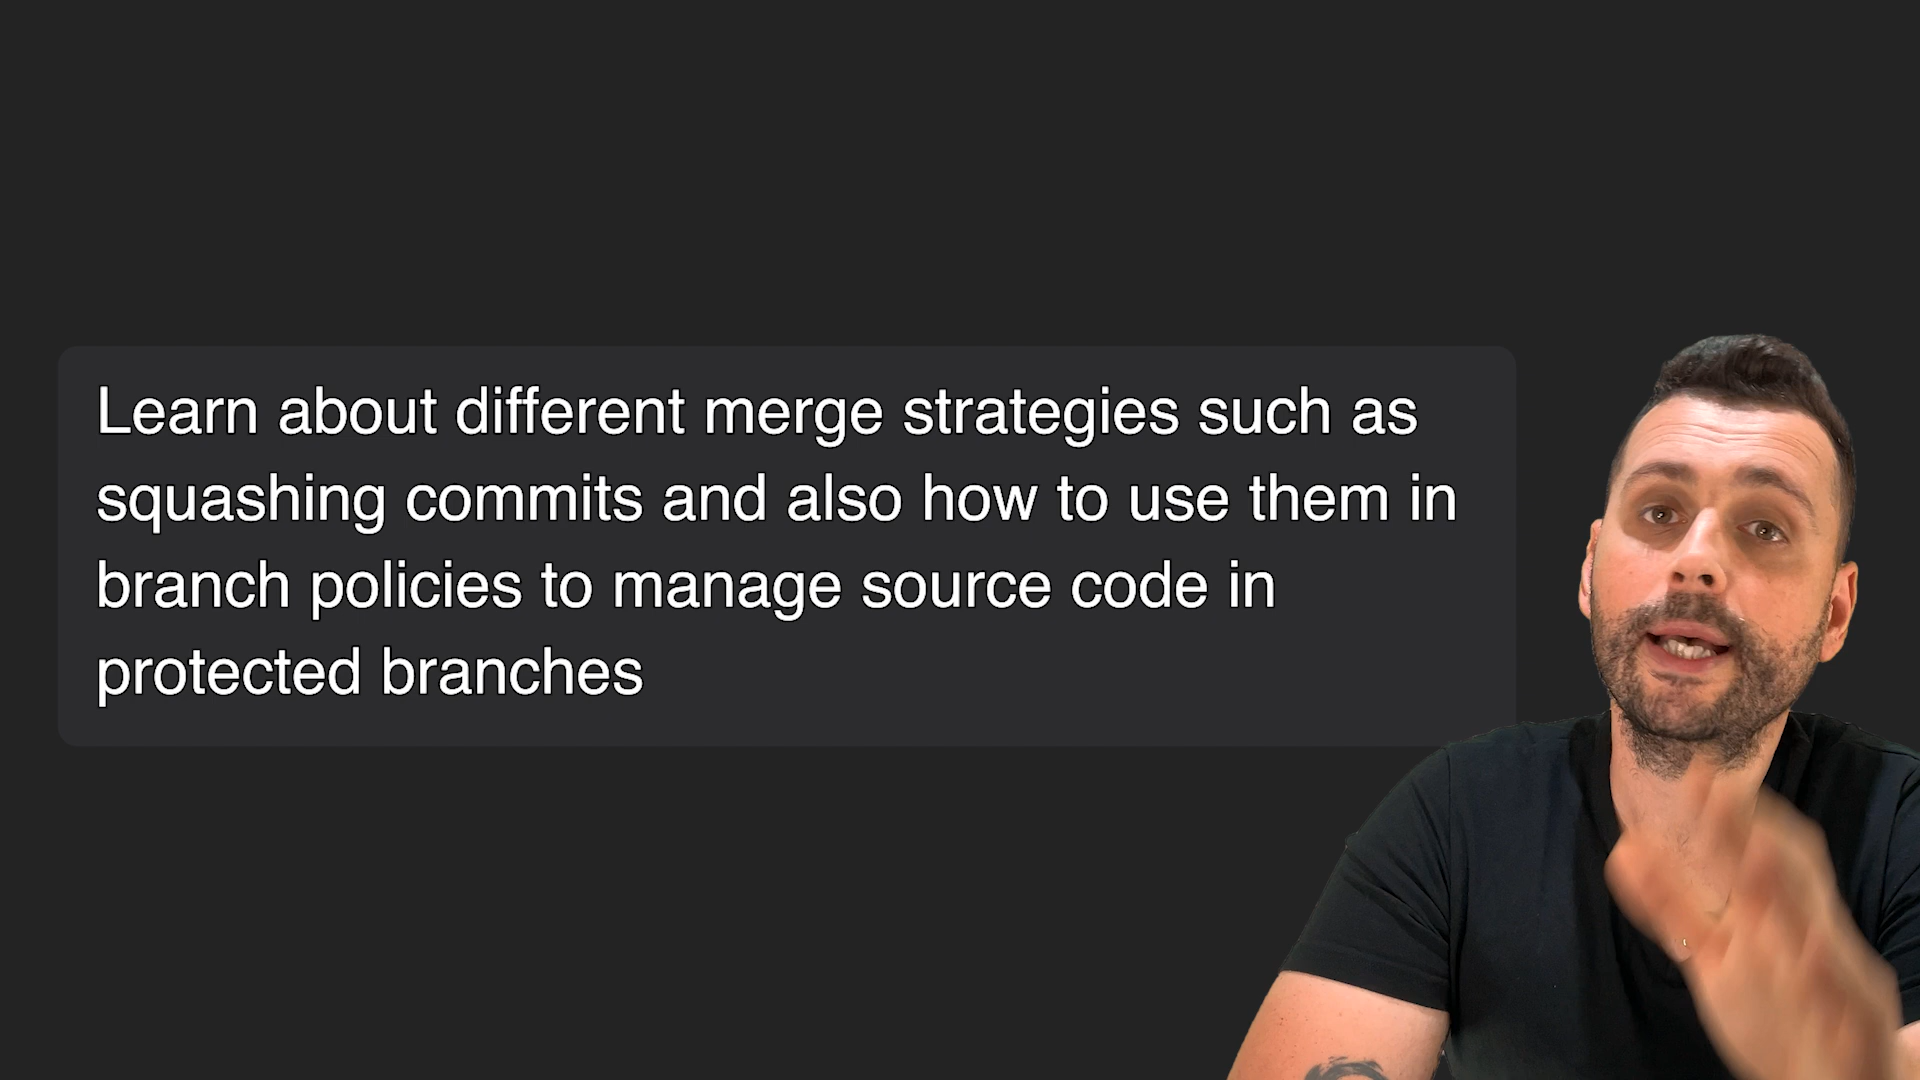 Learn about different merge strategies such as
squashing commits and also how to use them in
branch policies to manage source code in
protected branches